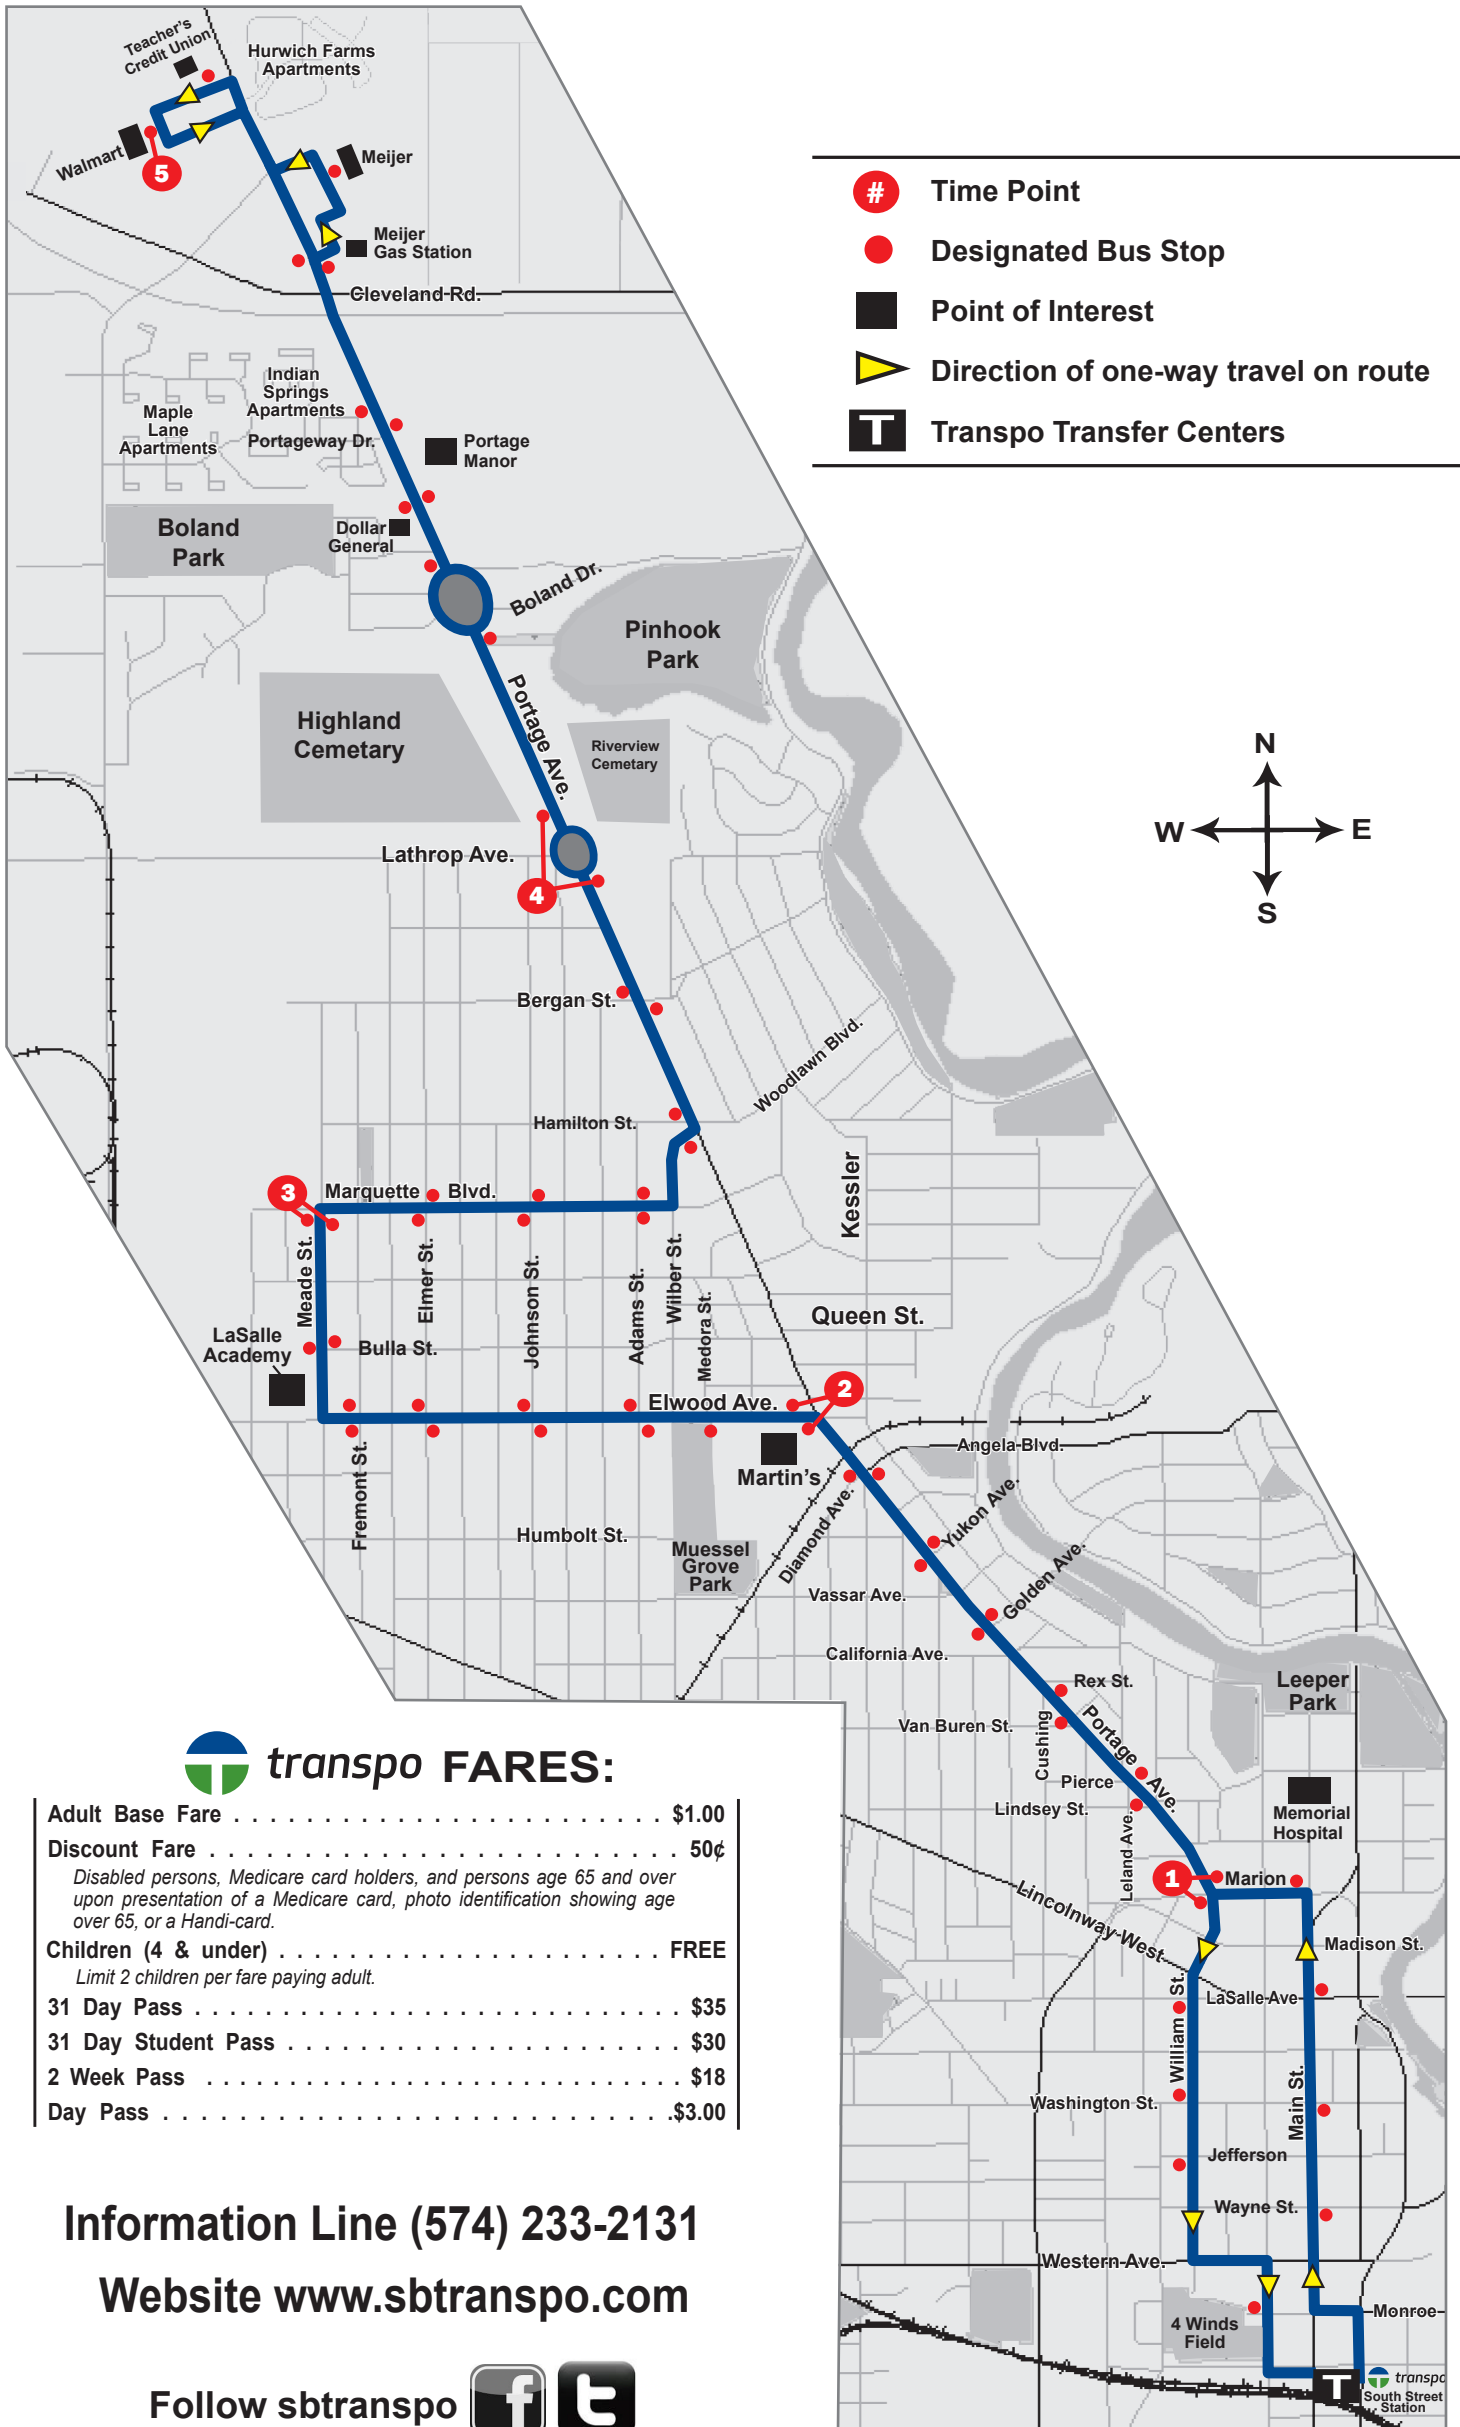 Teacher's
Credit Union
Hurwich Farms
Apartments
Walmart
5
Meijer
Meijer
Gas Station
Cleveland Rd.
# Time Point
Designated Bus Stop
Point of Interest
Direction of one-way travel on route
T Transpo Transfer Centers
Indian
Springs
Apartments
Maple
Lane
Apartments
Portageway Dr.
Portage
Manor
Boland
Park
Dollar
General
Boland Dr.
Pinhook
Park
Portage Ave.
Highland
Cemetary
Riverview
Cemetary
N
W
E
S
Lathrop Ave.
4
Bergan St.
Woodlawn Blvd.
Hamilton St.
Kessler
3
Marquette Blvd.
Meade St.
Elmer St.
Johnson St.
Adams St.
Wilber St.
Medora St.
Queen St.
LaSalle
Academy
Bulla St.
2
Elwood Ave.
Martin's
Angela Blvd.
Fremont St.
Humbolt St.
Muessel
Grove
Park
Diamond Ave.
Yukon Ave.
Vassar Ave.
Golden Ave.
California Ave.
Rex St.
Leeper
Park
Van Buren St.
Cushing
Portage Ave.
Pierce
Lindsey St.
Leland Ave.
Memorial
Hospital
1
Marion
Lincolnway West
Madison St.
LaSalle Ave
William St.
Main St.
Washington St.
Jefferson
Wayne St.
Western Ave.
4 Winds
Field
Monroe
T
transpo
South Street
Station
transpo FARES:
Adult Base Fare . . . . . . . . . . . . . . . . . . . . . . . . $1.00
Discount Fare . . . . . . . . . . . . . . . . . . . . . . . . . . 50¢
Disabled persons, Medicare card holders, and persons age 65 and over
upon presentation of a Medicare card, photo identification showing age
over 65, or a Handi-card.
Children (4 & under) . . . . . . . . . . . . . . . . . . . . . FREE
Limit 2 children per fare paying adult.
31 Day Pass . . . . . . . . . . . . . . . . . . . . . . . . . . . $35
31 Day Student Pass . . . . . . . . . . . . . . . . . . . . . . $30
2 Week Pass . . . . . . . . . . . . . . . . . . . . . . . . . . $18
Day Pass . . . . . . . . . . . . . . . . . . . . . . . . . . . .$3.00
Information Line (574) 233-2131
Website www.sbtranspo.com
Follow sbtranspo f t